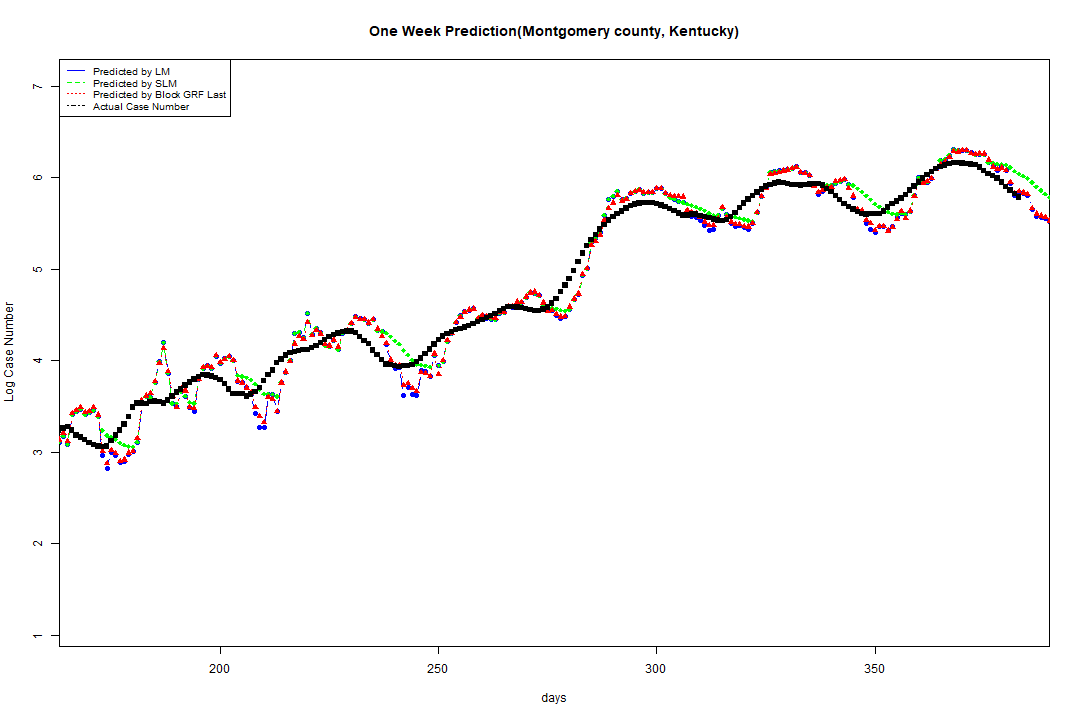 One Week Prediction(Montgomery county, Kentucky)
Predicted by LM
Predicted by SLM
Predicted by Block GRF Last
Actual Case Number
7
6
5
4
3
2
1
Log Case Number
200
250
300
350
days